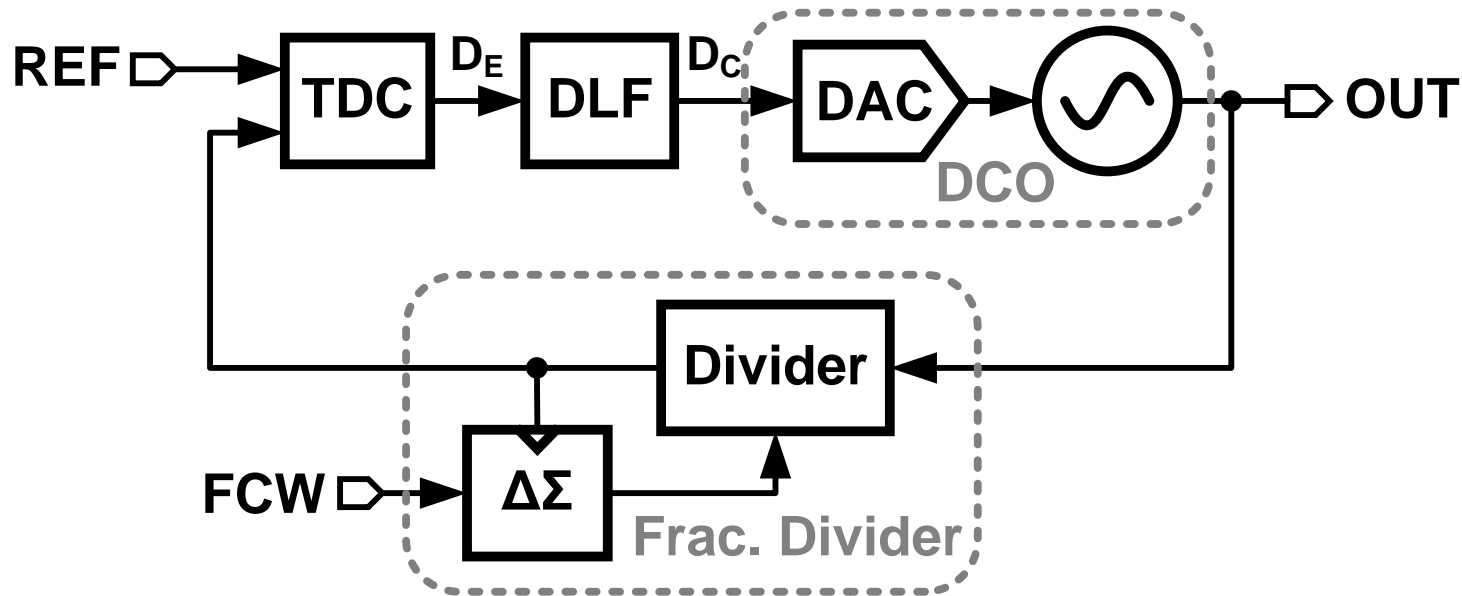 REF
TDC
D_E
DLF
D_C
DAC
OUT
DCO
Divider
FCW
ΔΣ
Frac. Divider